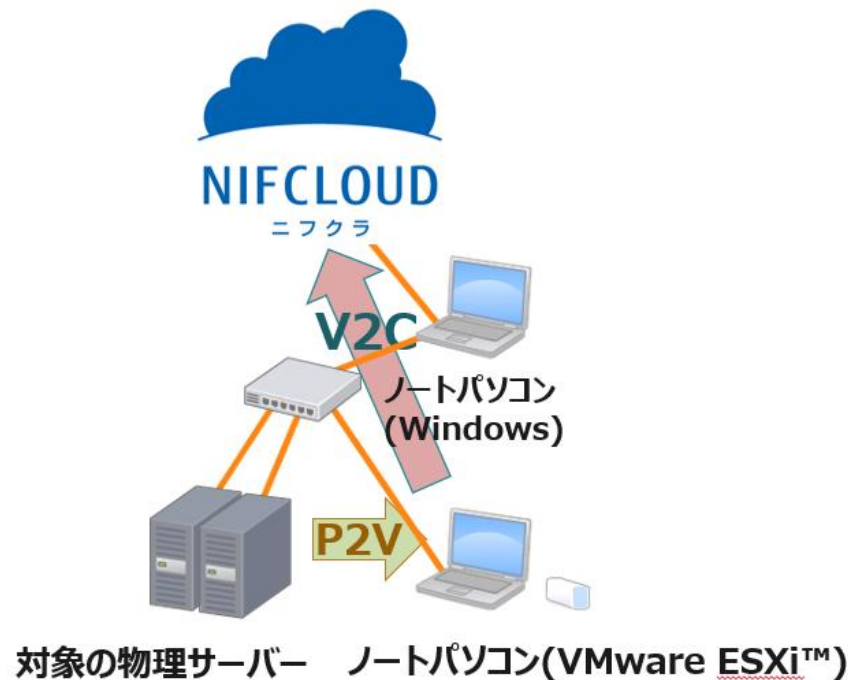 NIFCLOUD
ニフクラ
V2C
ノートパソコン
(Windows)
P2V
対象の物理サーバー
ノートパソコン(VMware ESXi™)